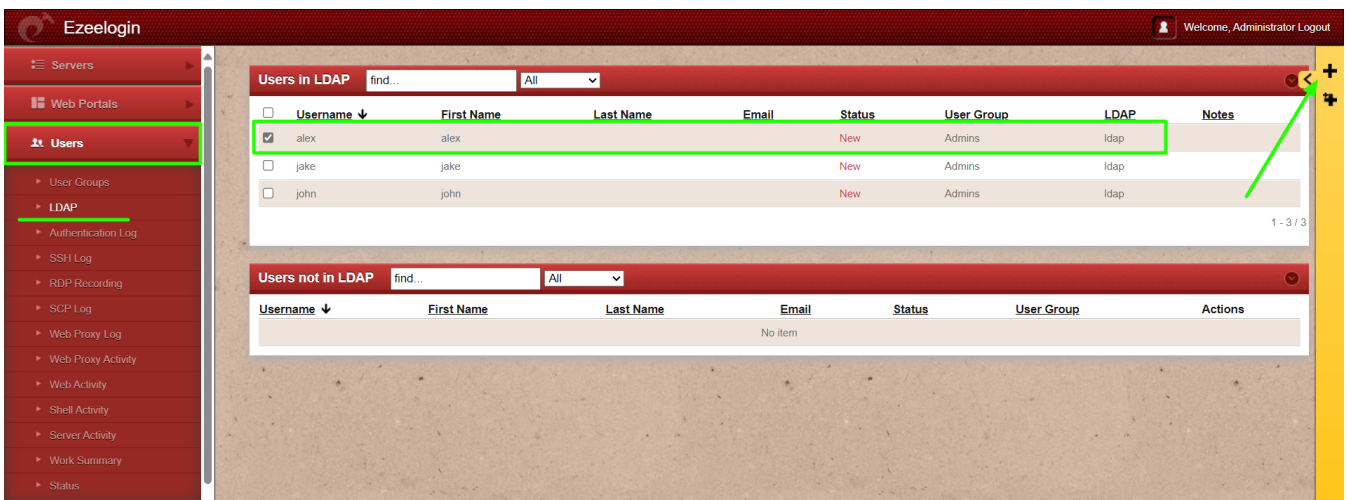 Ezeelogin
Welcome, Administrator Logout
Servers
Web Portals
Users
User Groups
LDAP
Authentication Log
SSH Log
RDP Recording
SCP Log
Web Proxy Log
Web Proxy Activity
Web Activity
Shell Activity
Server Activity
Work Summary
Status
Users in LDAP find... All
Username First Name Last Name Email Status User Group LDAP Notes
alex alex New Admins ldap
jake jake New Admins ldap
john john New Admins ldap
1 - 3 / 3
Users not in LDAP find... All
Username First Name Last Name Email Status User Group Actions
No item